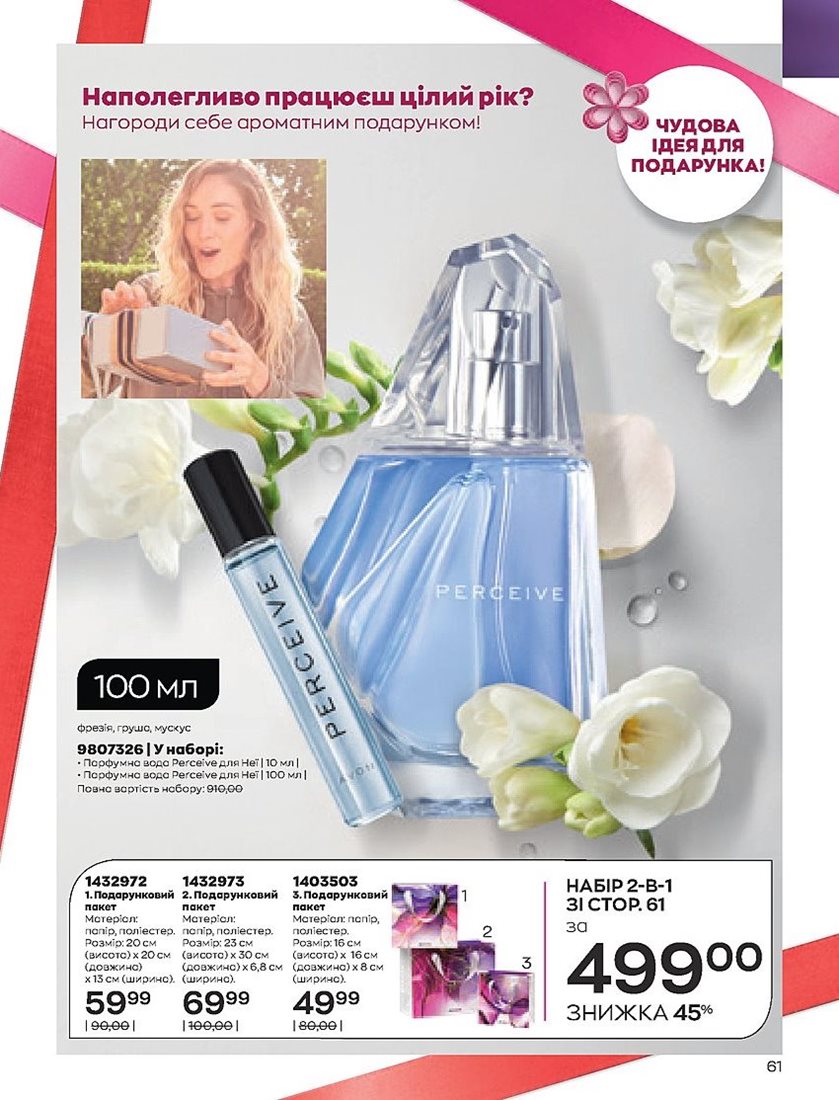 Наполегливо працюєш цілий рік?
Нагороди себе ароматним подарунком!
ЧУДОВА
ІДЕЯ ДЛЯ
ПОДАРУНКА!
PERCEIVE
PERCEIVE
AVON
100 МЛ
фрезія, груша, мускус
9807326 | У наборі:
• Парфумна вода Perceive для Неї | 10 мл |
• Парфумна вода Perceive для Неї | 100 мл |
Повна вартість набору: 910,00
1432972
1. Подарунковий
пакет
Матеріал:
папір, поліестер.
Розмір: 20 см
(висота) х 20 см
(довжина)
х 13 см (ширина).
59 99
| 90,00 |
1432973
2. Подарунковий
пакет
Матеріал:
папір, поліестер.
Розмір: 23 см
(висота) х 30 см
(довжина) х 6,8 см
(ширина).
69 99
| 100,00 |
1403503
3. Подарунковий
пакет
Матеріал: папір,
поліестер.
Розмір: 16 см
(висота) х 16 см
(довжина) х 8 см
(ширина).
49 99
| 80,00 |
1
2
3
НАБІР 2-В-1
ЗІ СТОР. 61
за
499 00
ЗНИЖКА 45%
61